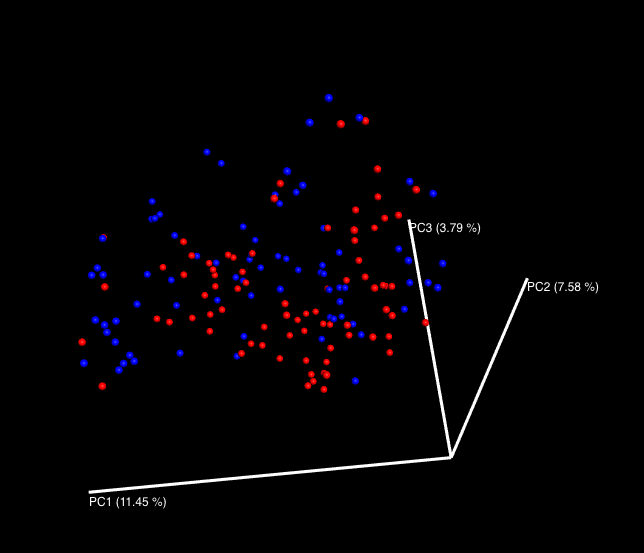 PC3 (3.79 %)
PC2 (7.58 %)
PC1 (11.45 %)